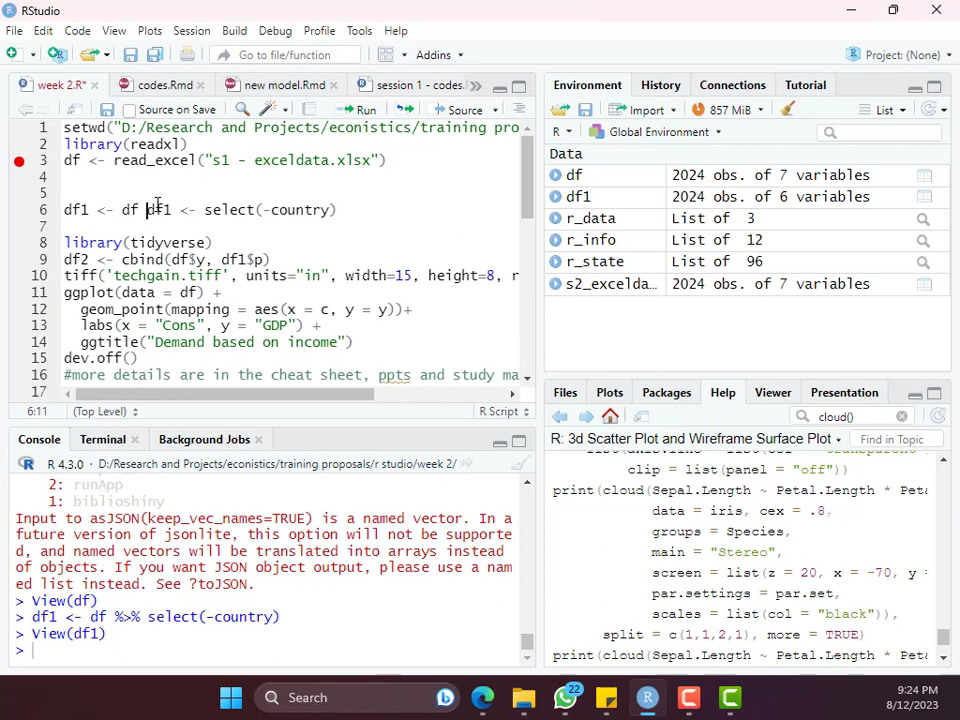 RStudio
File Edit Code View Plots Session Build Debug Profile Tools Help
Go to file/function Addins Project: (None)
week 2.R* codes.Rmd new model.Rmd session 1 - codes.
Source on Save Run Source
1 setwd("D:/Research and Projects/econistics/training pro
2 library(readxl)
3 df <- read_excel("s1 - exceldata.xlsx")
4
5
6 df1 <- df df1 <- select(-country)
7
8 library(tidyverse)
9 df2 <- cbind(df$y, df1$p)
10 tiff('techgain.tiff', units="in", width=15, height=8, r
11 ggplot(data = df) +
12 geom_point(mapping = aes(x = c, y = y))+
13 labs(x = "Cons", y = "GDP") +
14 ggtitle("Demand based on income")
15 dev.off()
16 #more details are in the cheat sheet, ppts and study ma
17
6:11 (Top Level) R Script
Console Terminal Background Jobs
R 4.3.0 · D:/Research and Projects/econistics/training proposals/r studio/week 2/
2: runApp
1: biblioshiny
Input to asJSON(keep_vec_names=TRUE) is a named vector. In a
future version of jsonlite, this option will not be supporte
d, and named vectors will be translated into arrays instead
of objects. If you want JSON object output, please use a nam
ed list instead. See ?toJSON.
> View(df)
> df1 <- df %>% select(-country)
> View(df1)
>
Environment History Connections Tutorial
Import 857 MiB List
R Global Environment
Data
df 2024 obs. of 7 variables
df1 2024 obs. of 6 variables
r_data List of 3
r_info List of 12
r_state List of 96
s2_excelda… 2024 obs. of 7 variables
Files Plots Packages Help Viewer Presentation
cloud()
R: 3d Scatter Plot and Wireframe Surface Plot Find in Topic
clip = list(panel = "off"))
print(cloud(Sepal.Length ~ Petal.Length * Peta
data = iris, cex = .8,
groups = Species,
main = "Stereo",
screen = list(z = 20, x = -70, y =
par.settings = par.set,
scales = list(col = "black")),
split = c(1,1,2,1), more = TRUE)
print(cloud(Sepal.Length ~ Petal.Length * Peta
Search
22
9:24 PM
8/12/2023